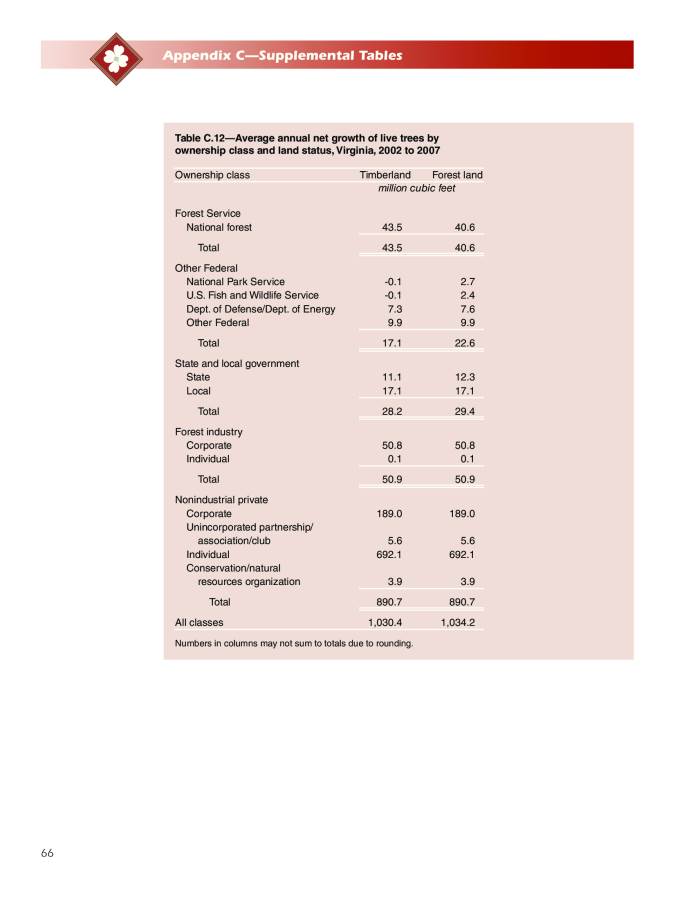 Appendix C—Supplemental Tables
Table C.12—Average annual net growth of live trees by
ownership class and land status, Virginia, 2002 to 2007
Ownership class Timberland Forest land
million cubic feet
Forest Service
National forest 43.5 40.6
Total 43.5 40.6
Other Federal
National Park Service -0.1 2.7
U.S. Fish and Wildlife Service -0.1 2.4
Dept. of Defense/Dept. of Energy 7.3 7.6
Other Federal 9.9 9.9
Total 17.1 22.6
State and local government
State 11.1 12.3
Local 17.1 17.1
Total 28.2 29.4
Forest industry
Corporate 50.8 50.8
Individual 0.1 0.1
Total 50.9 50.9
Nonindustrial private
Corporate 189.0 189.0
Unincorporated partnership/
association/club 5.6 5.6
Individual 692.1 692.1
Conservation/natural
resources organization 3.9 3.9
Total 890.7 890.7
All classes 1,030.4 1,034.2
Numbers in columns may not sum to totals due to rounding.
66